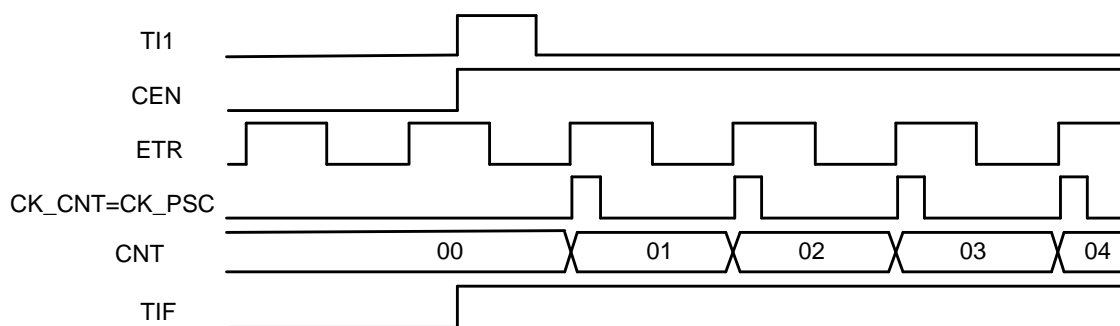 TI1
CEN
ETR
CK_CNT=CK_PSC
CNT 00 01 02 03 04
TIF